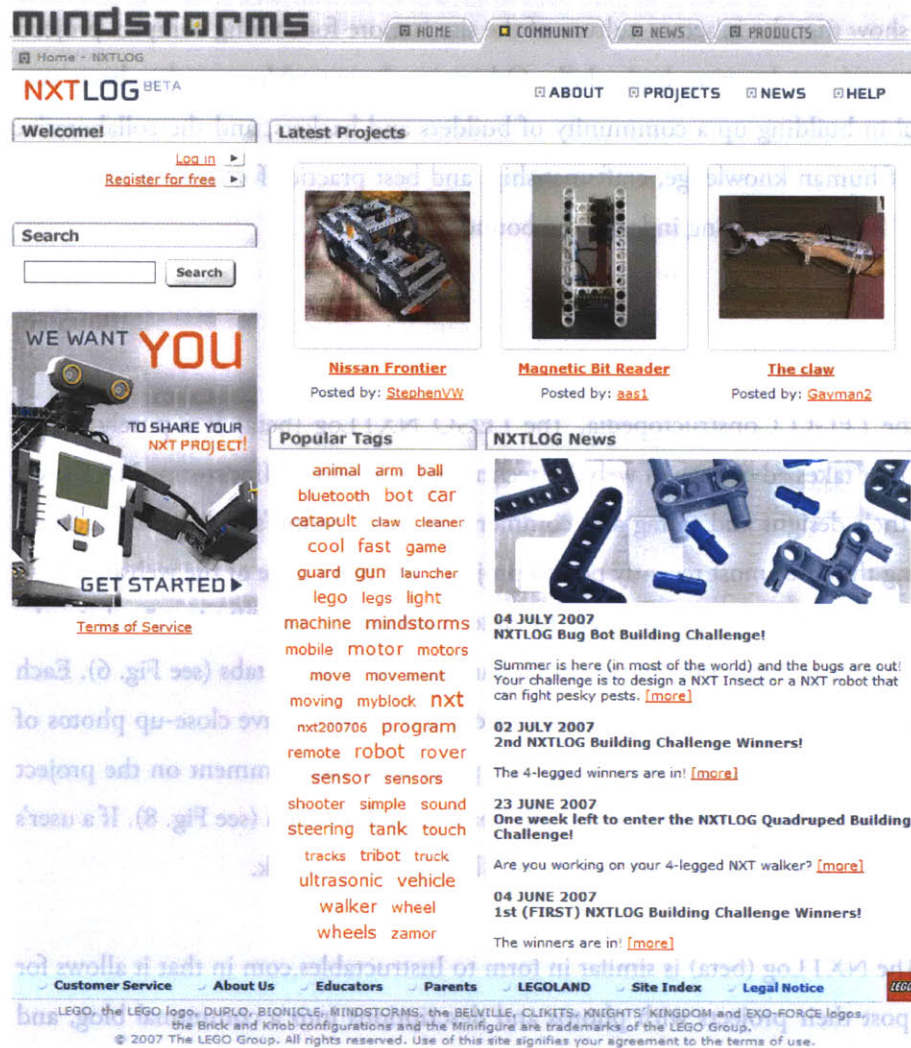 mindstorms
HOME
COMMUNITY
NEWS
PRODUCTS
Home - NXTLOG
NXTLOG BETA
ABOUT
PROJECTS
NEWS
HELP
Welcome!
Log in
Register for free
Search
Search
WE WANT YOU
TO SHARE YOUR
NXT PROJECT!
GET STARTED
Terms of Service
Latest Projects
Nissan Frontier
Posted by: StephenVW
Magnetic Bit Reader
Posted by: aas1
The claw
Posted by: Gavman2
Popular Tags
animal arm ball
bluetooth bot car
catapult claw cleaner
cool fast game
guard gun launcher
lego legs light
machine mindstorms
mobile motor motors
move movement
moving myblock nxt
nxt200706 program
remote robot rover
sensor sensors
shooter simple sound
steering tank touch
tracks tribot truck
ultrasonic vehicle
walker wheel
wheels zamor
NXTLOG News
04 JULY 2007
NXTLOG Bug Bot Building Challenge!
Summer is here (in most of the world) and the bugs are out!
Your challenge is to design a NXT Insect or a NXT robot that
can fight pesky pests. [more]
02 JULY 2007
2nd NXTLOG Building Challenge Winners!
The 4-legged winners are in! [more]
23 JUNE 2007
One week left to enter the NXTLOG Quadruped Building
Challenge!
Are you working on your 4-legged NXT walker? [more]
04 JUNE 2007
1st (FIRST) NXTLOG Building Challenge Winners!
The winners are in! [more]
Customer Service
About Us
Educators
Parents
LEGOLAND
Site Index
Legal Notice
LEGO, the LEGO logo, DUPLO, BIONICLE, MINDSTORMS, the BELVILLE, CLIKITS, KNIGHTS' KINGDOM and EXO-FORCE logos,
the Brick and Knob configurations and the Minifigure are trademarks of the LEGO Group.
© 2007 The LEGO Group. All rights reserved. Use of this site signifies your agreement to the terms of use.